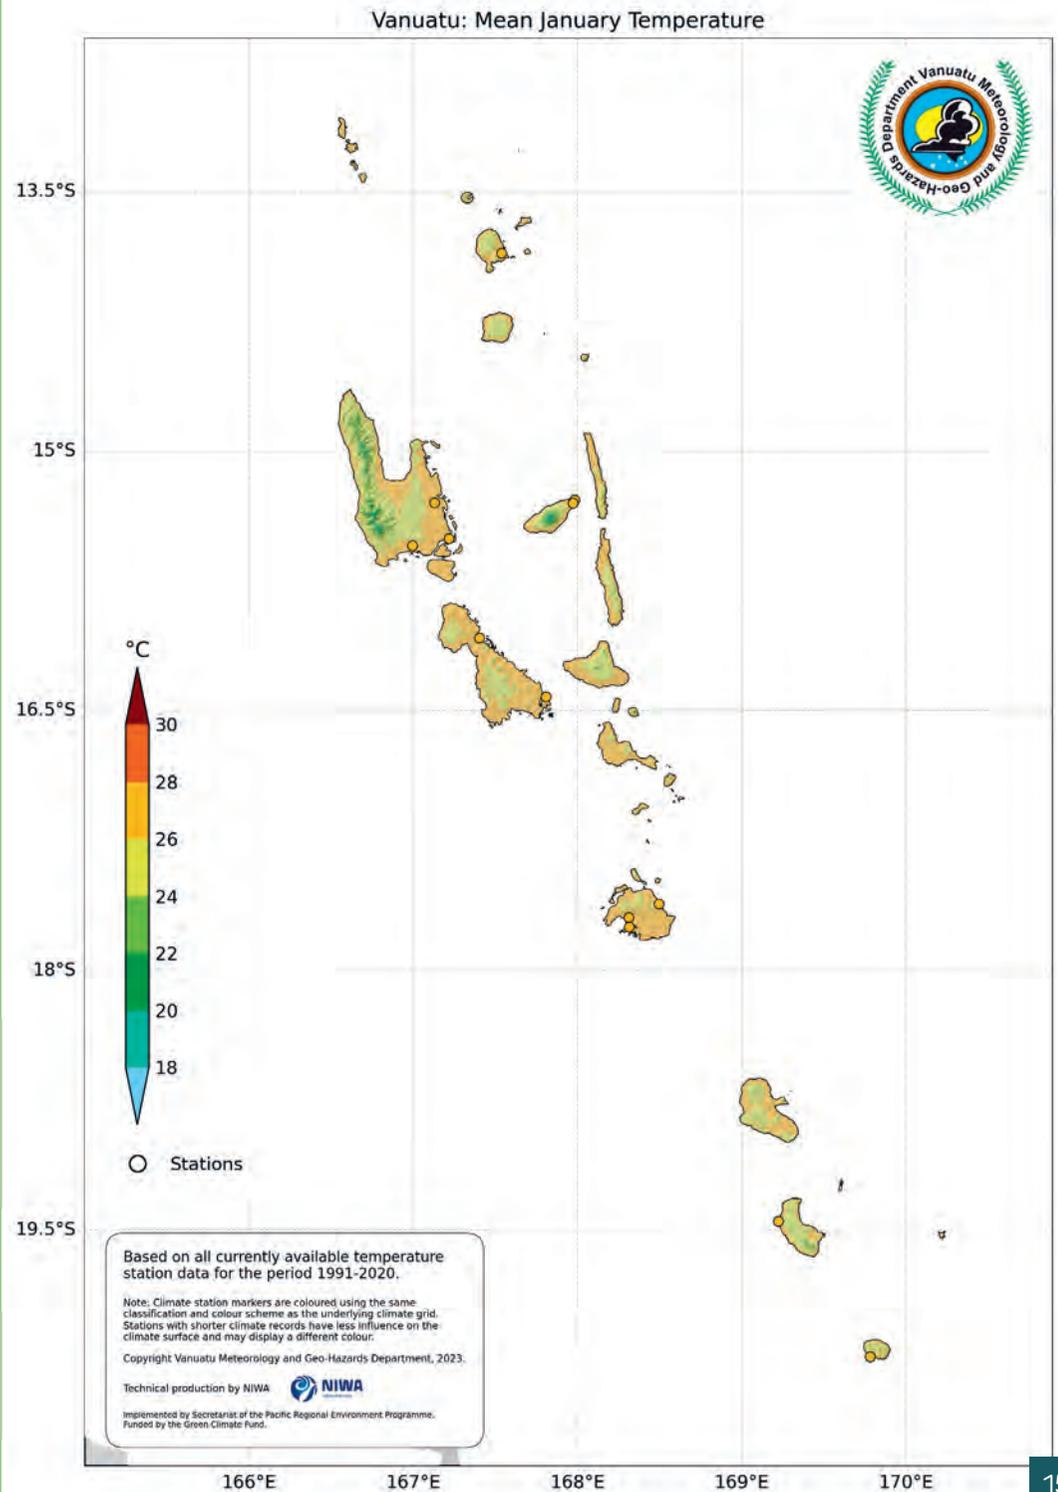 Vanuatu: Mean January Temperature
Department Vanuatu Meteorology and Geo-Hazards
13.5°S
15°S
16.5°S
18°S
19.5°S
°C
30
28
26
24
22
20
18
Stations
Based on all currently available temperature
station data for the period 1991-2020.
Note: Climate station markers are coloured using the same
classification and colour scheme as the underlying climate grid.
Stations with shorter climate records have less influence on the
climate surface and may display a different colour.
Copyright Vanuatu Meteorology and Geo-Hazards Department, 2023.
Technical production by NIWA
NIWA
Implemented by Secretariat of the Pacific Regional Environment Programme.
Funded by the Green Climate Fund.
166°E
167°E
168°E
169°E
170°E